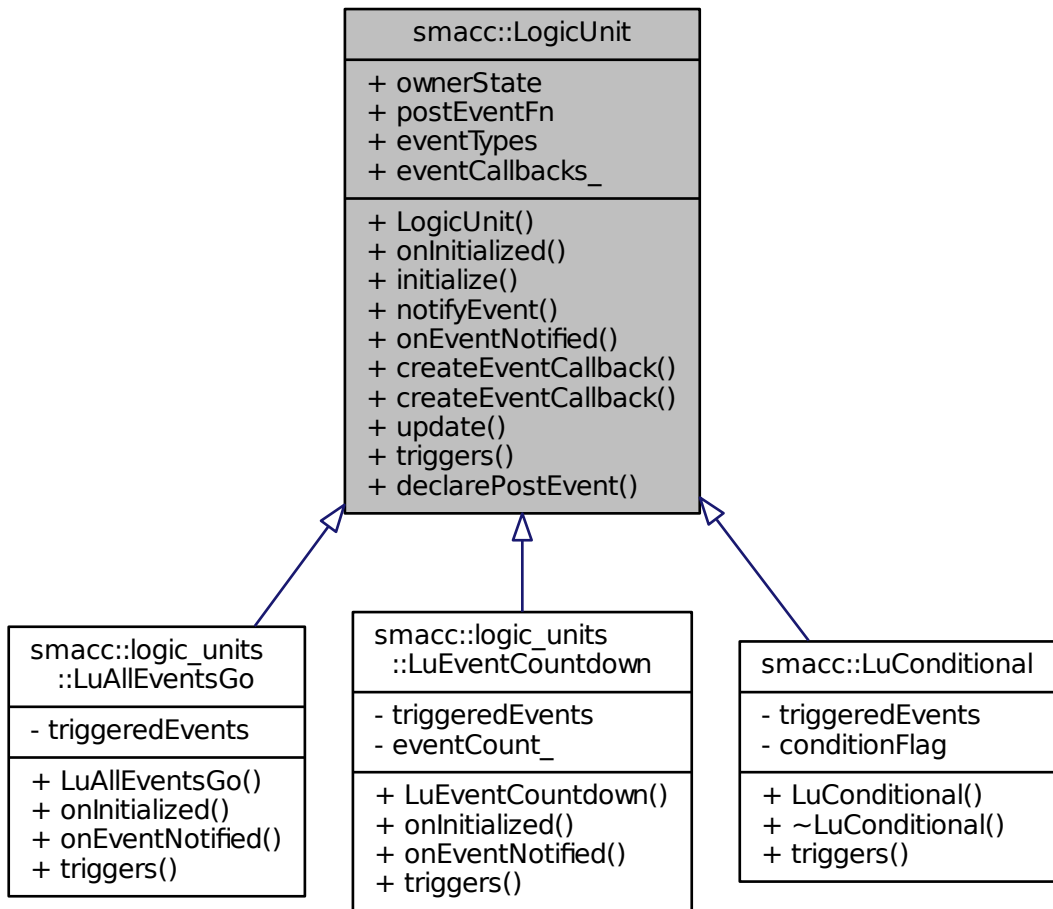 smacc::LogicUnit
+ ownerState
+ postEventFn
+ eventTypes
+ eventCallbacks_
+ LogicUnit()
+ onInitialized()
+ initialize()
+ notifyEvent()
+ onEventNotified()
+ createEventCallback()
+ createEventCallback()
+ update()
+ triggers()
+ declarePostEvent()
smacc::logic_units
::LuAllEventsGo
- triggeredEvents
+ LuAllEventsGo()
+ onInitialized()
+ onEventNotified()
+ triggers()
smacc::logic_units
::LuEventCountdown
- triggeredEvents
- eventCount_
+ LuEventCountdown()
+ onInitialized()
+ onEventNotified()
+ triggers()
smacc::LuConditional
- triggeredEvents
- conditionFlag
+ LuConditional()
+ ~LuConditional()
+ triggers()